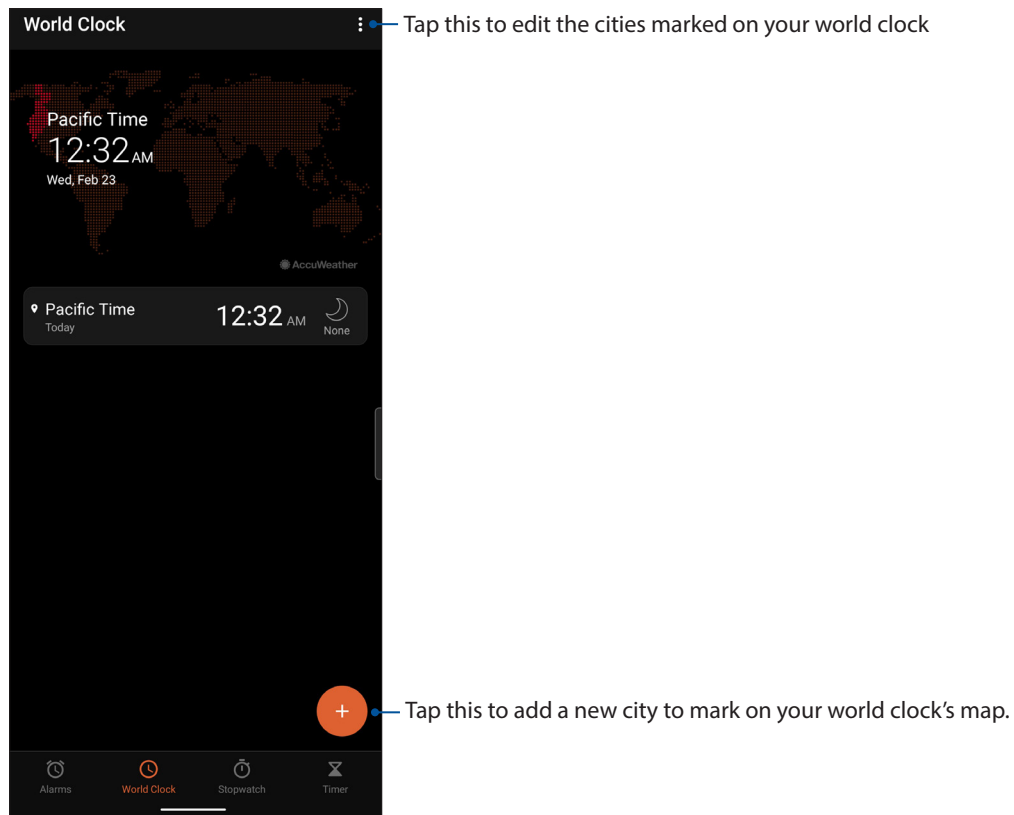 World Clock
Tap this to edit the cities marked on your world clock
Pacific Time
12:32 AM
Wed, Feb 23
AccuWeather
Pacific Time
Today
12:32 AM
None
Tap this to add a new city to mark on your world clock’s map.
Alarms
World Clock
Stopwatch
Timer